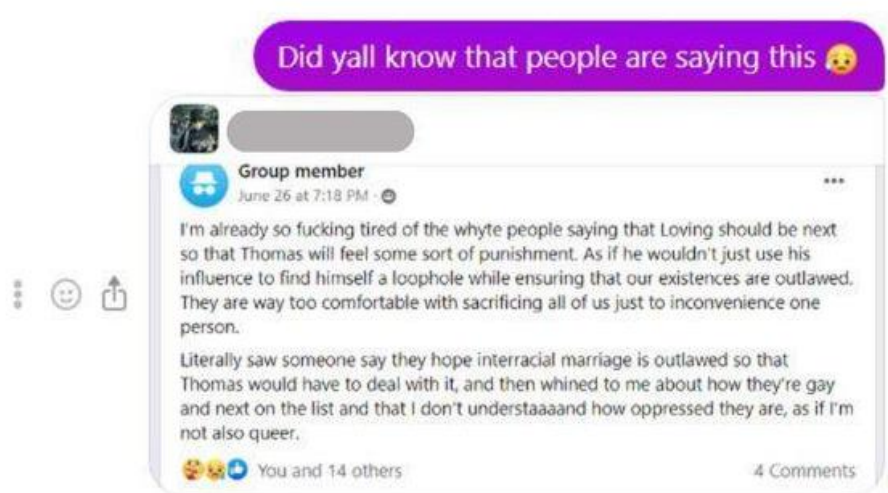 Did yall know that people are saying this 😥
Group member
June 26 at 7:18 PM ·
I'm already so fucking tired of the whyte people saying that Loving should be next
so that Thomas will feel some sort of punishment. As if he wouldn't just use his
influence to find himself a loophole while ensuring that our existences are outlawed.
They are way too comfortable with sacrificing all of us just to inconvenience one
person.
Literally saw someone say they hope interracial marriage is outlawed so that
Thomas would have to deal with it, and then whined to me about how they're gay
and next on the list and that I don't understaaaand how oppressed they are, as if I'm
not also queer.
You and 14 others
4 Comments